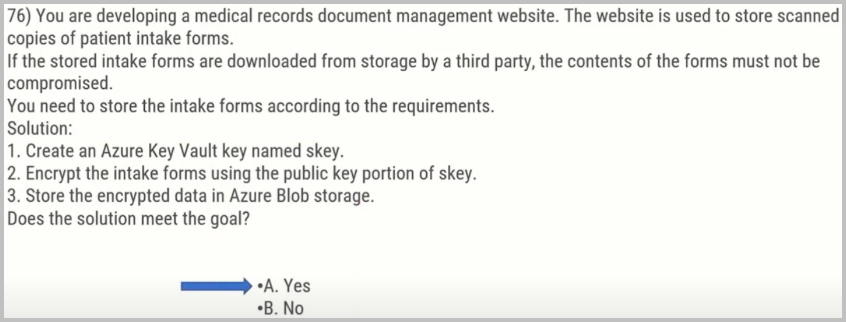 76) You are developing a medical records document management website. The website is used to store scanned
copies of patient intake forms.
If the stored intake forms are downloaded from storage by a third party, the contents of the forms must not be
compromised.
You need to store the intake forms according to the requirements.
Solution:
1. Create an Azure Key Vault key named skey.
2. Encrypt the intake forms using the public key portion of skey.
3. Store the encrypted data in Azure Blob storage.
Does the solution meet the goal?
•A. Yes
•B. No